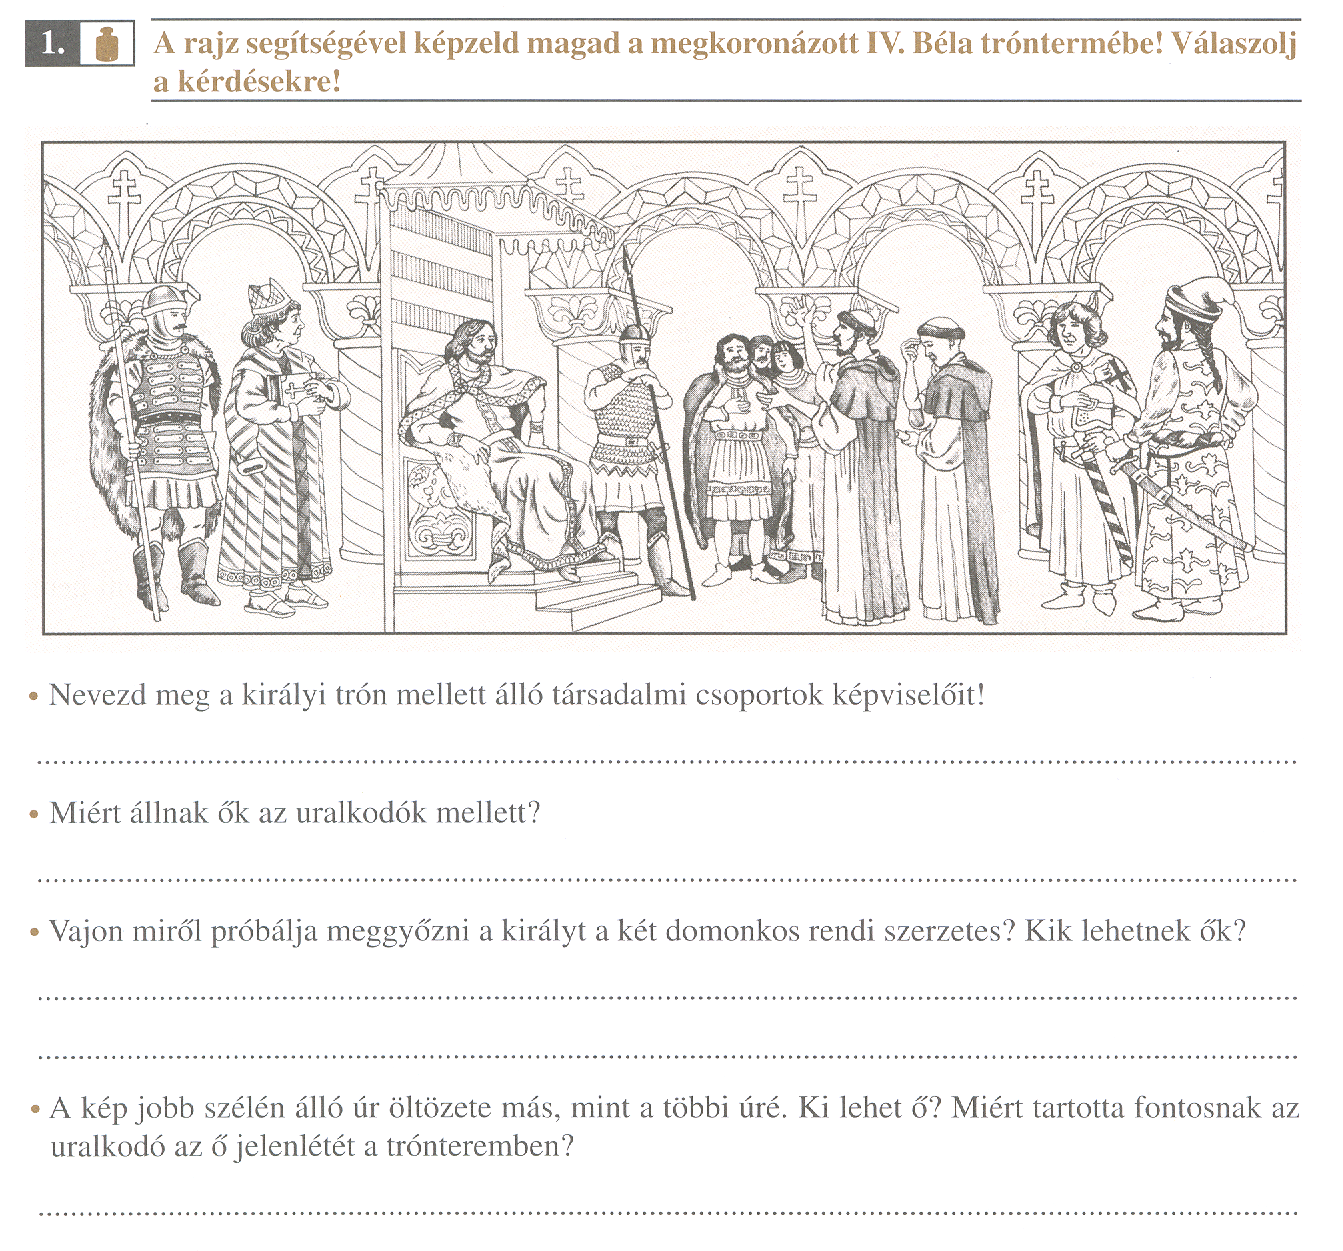 1. A rajz segítségével képzeld magad a megkoronázott IV. Béla tróntermébe! Válaszolj
a kérdésekre!
• Nevezd meg a királyi trón mellett álló társadalmi csoportok képviselőit!
• Miért állnak ők az uralkodók mellett?
• Vajon miről próbálja meggyőzni a királyt a két domonkos rendi szerzetes? Kik lehetnek ők?
• A kép jobb szélén álló úr öltözete más, mint a többi úré. Ki lehet ő? Miért tartotta fontosnak az
uralkodó az ő jelenlétét a trónteremben?